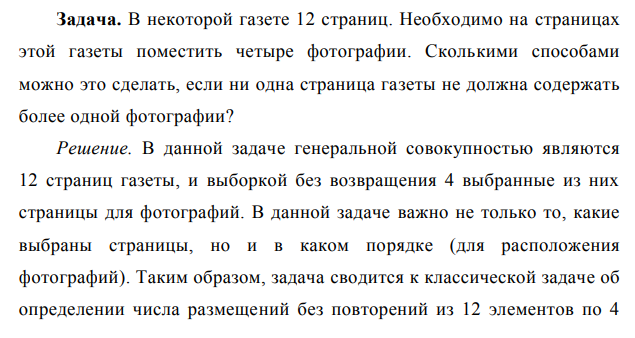 Задача. В некоторой газете 12 страниц. Необходимо на страницах
этой газеты поместить четыре фотографии. Сколькими способами
можно это сделать, если ни одна страница газеты не должна содержать
более одной фотографии?
Решение. В данной задаче генеральной совокупностью являются
12 страниц газеты, и выборкой без возвращения 4 выбранные из них
страницы для фотографий. В данной задаче важно не только то, какие
выбраны страницы, но и в каком порядке (для расположения
фотографий). Таким образом, задача сводится к классической задаче об
определении числа размещений без повторений из 12 элементов по 4